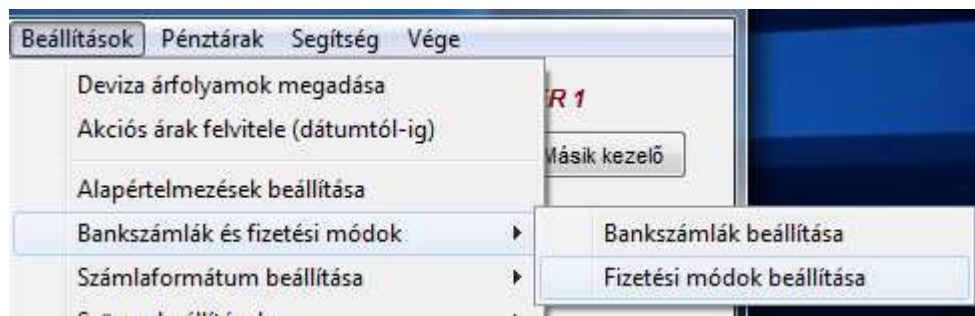 Beállítások Pénztárak Segítség Vége
Deviza árfolyamok megadása
R 1
Akciós árak felvitele (dátumtól-ig)
Másik kezelő
Alapértelmezések beállítása
Bankszámlák és fizetési módok
Bankszámlák beállítása
Számlaformátum beállítása
Fizetési módok beállítása